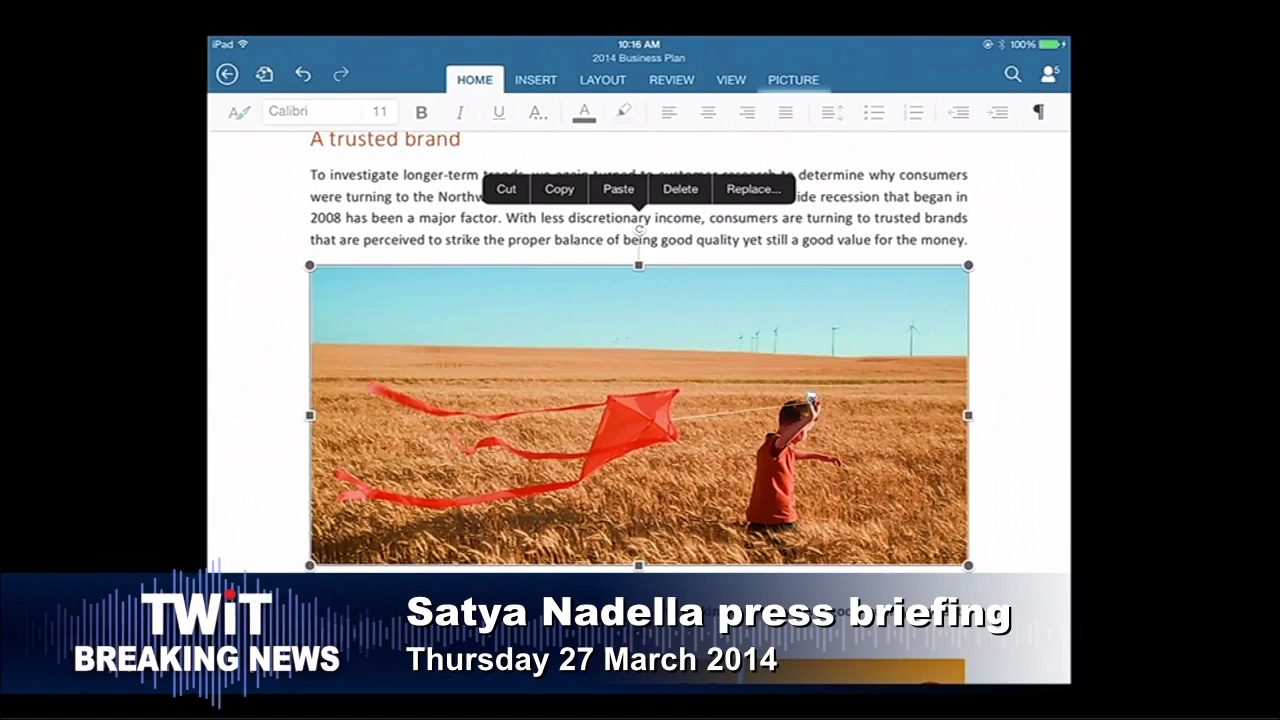 iPad 10:16 AM 100%
2014 Business Plan
HOME INSERT LAYOUT REVIEW VIEW PICTURE 5
Calibri 11 B I U A... A
A trusted brand
To investigate longer-term determine why consumers
were turning to the Northw ide recession that began in
2008 has been a major factor. With less discretionary income, consumers are turning to trusted brands
that are perceived to strike the proper balance of being good quality yet still a good value for the money.
Cut Copy Paste Delete Replace...
TWiT
BREAKING NEWS
Satya Nadella press briefing
Thursday 27 March 2014